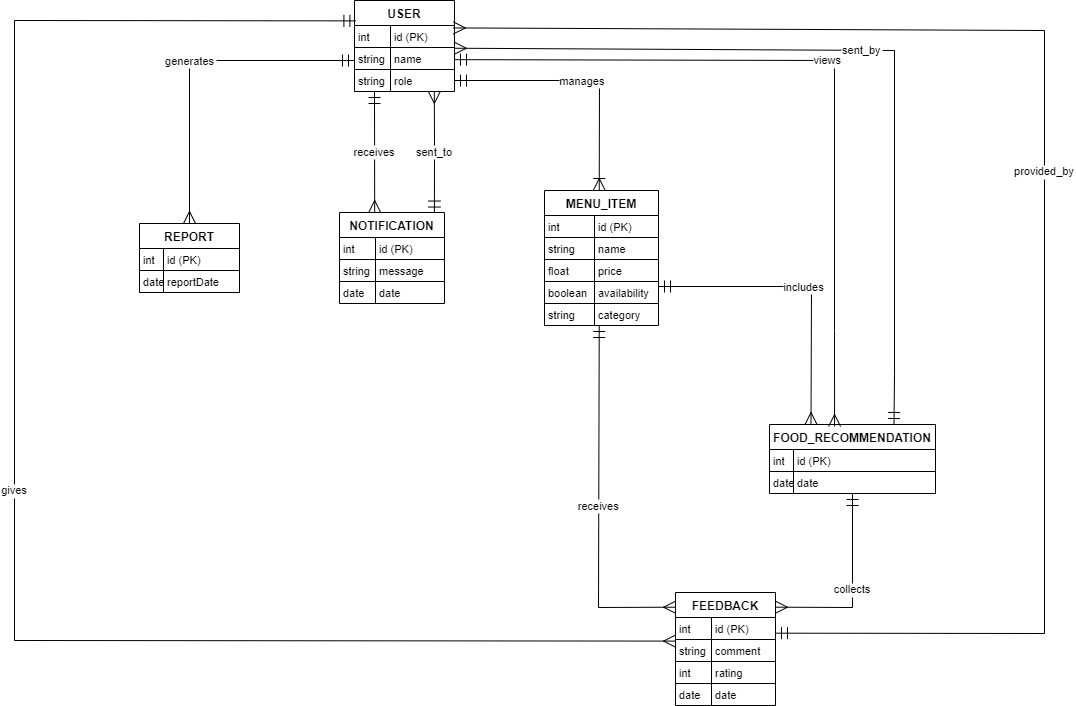 USER
int id (PK)
string name
string role
sent_by
views
generates
manages
receives
sent_to
provided_by
MENU_ITEM
int id (PK)
string name
float price
boolean availability
string category
NOTIFICATION
int id (PK)
string message
date date
REPORT
int id (PK)
date reportDate
includes
FOOD_RECOMMENDATION
int id (PK)
date date
gives
receives
collects
FEEDBACK
int id (PK)
string comment
int rating
date date